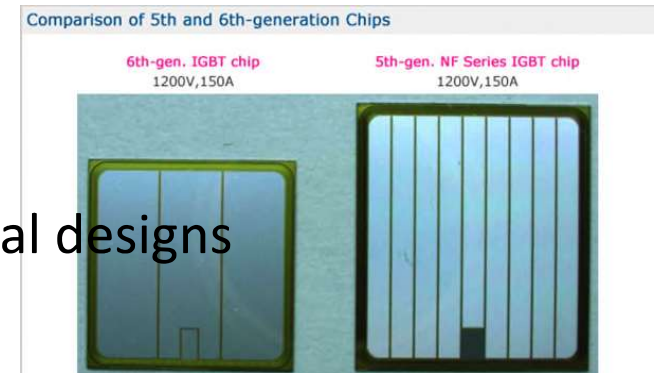 Comparison of 5th and 6th-generation Chips
6th-gen. IGBT chip
1200V,150A
5th-gen. NF Series IGBT chip
1200V,150A
al designs